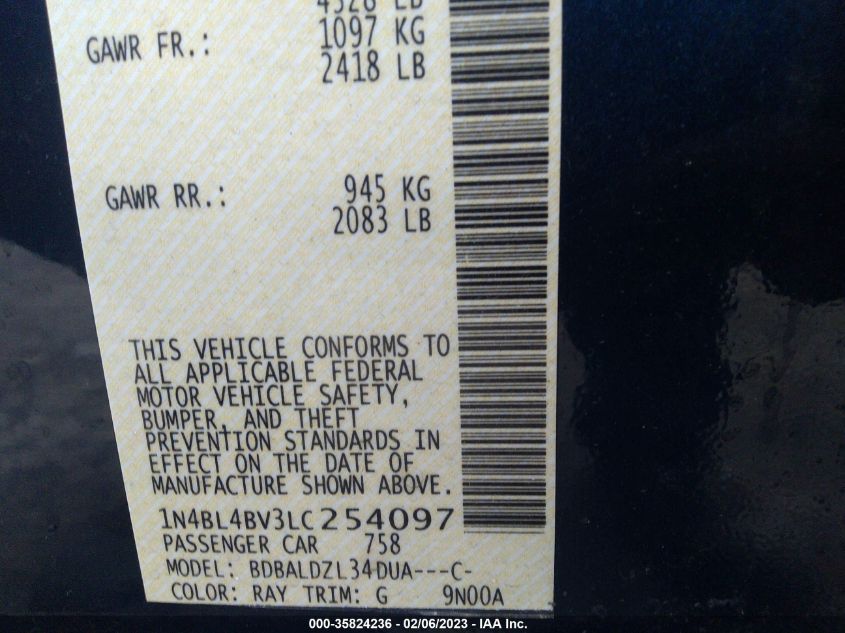 4528 LB
GAWR FR.: 1097 KG
2418 LB
GAWR RR.: 945 KG
2083 LB
THIS VEHICLE CONFORMS TO
ALL APPLICABLE FEDERAL
MOTOR VEHICLE SAFETY,
BUMPER, AND THEFT
PREVENTION STANDARDS IN
EFFECT ON THE DATE OF
MANUFACTURE SHOWN ABOVE.
1N4BL4BV3LC254097
PASSENGER CAR 758
MODEL: BDBALDZL34DUA---C-
COLOR: RAY TRIM: G 9N00A
000-35824236 - 02/06/2023 - IAA Inc.